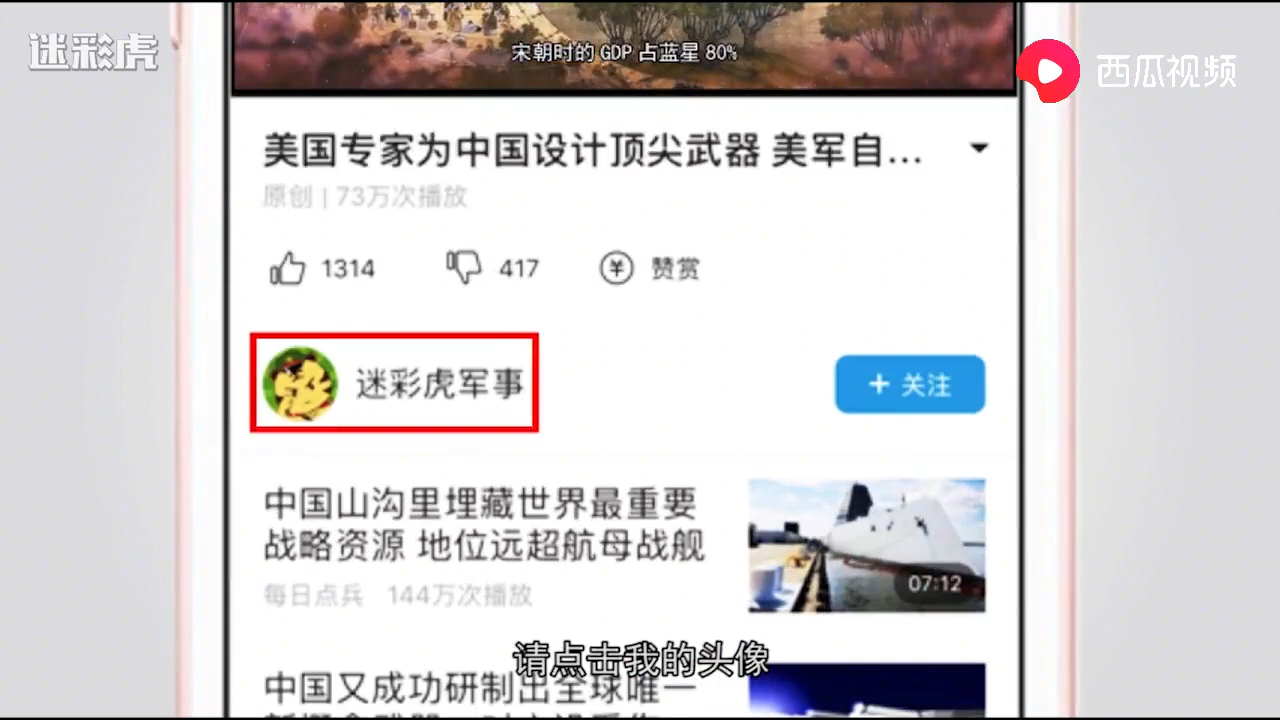 迷彩虎
西瓜视频
宋朝时的 GDP 占蓝星 80%
美国专家为中国设计顶尖武器 美军自...
原创 | 73万次播放
1314
417
赞赏
迷彩虎军事
+ 关注
中国山沟里埋藏世界最重要
战略资源 地位远超航母战舰
每日点兵 144万次播放
07:12
请点击我的头像
中国又成功研制出全球唯一